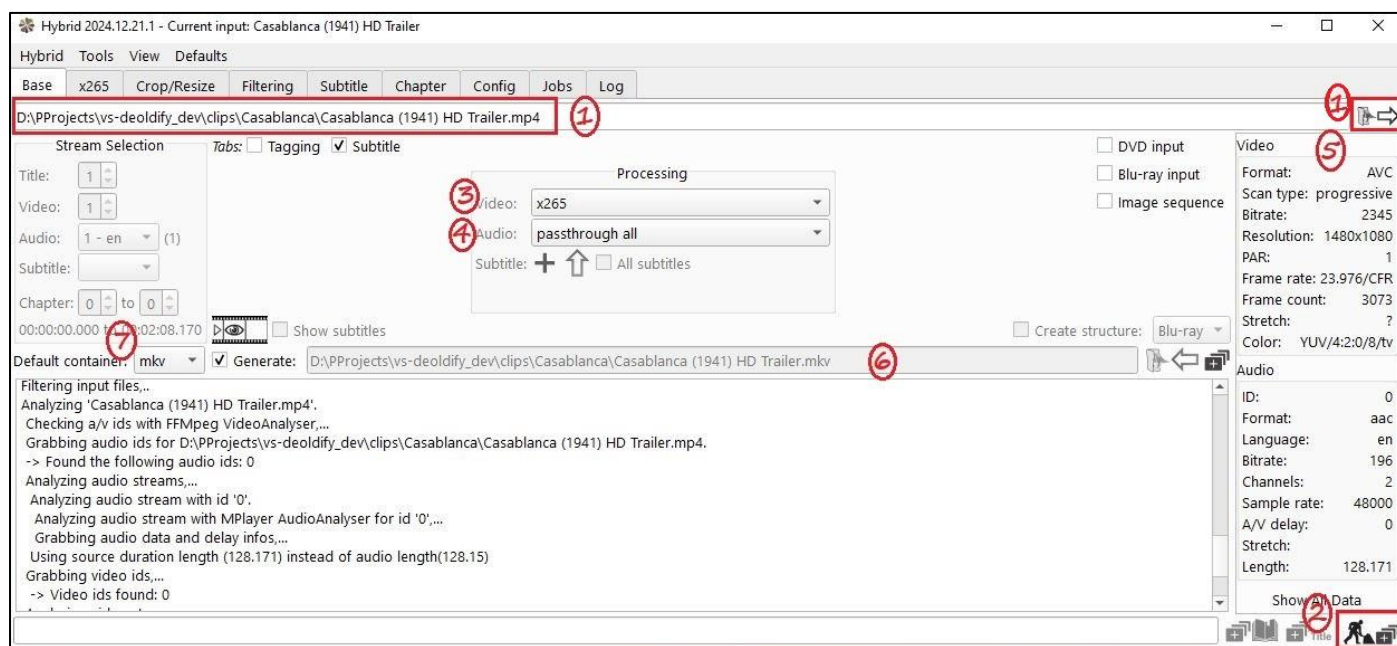 Hybrid 2024.12.21.1 - Current input: Casablanca (1941) HD Trailer
Hybrid Tools View Defaults
Base x265 Crop/Resize Filtering Subtitle Chapter Config Jobs Log
D:\PProjects\vs-deoldify_dev\clips\Casablanca\Casablanca (1941) HD Trailer.mp4 1 1
Stream Selection Tabs: Tagging Subtitle DVD input
Title: 1 Processing Blu-ray input
Video: 1 3 Video: x265 Image sequence
Audio: 1 - en (1) 4 Audio: passthrough all
Subtitle: Subtitle: All subtitles
Chapter: 0 to 0
00:00:00.000 02:08.170 Show subtitles Create structure: Blu-ray
7
Default container: mkv Generate: D:\PProjects\vs-deoldify_dev\clips\Casablanca\Casablanca (1941) HD Trailer.mkv 6
Filtering input files,..
Analyzing 'Casablanca (1941) HD Trailer.mp4'.
Checking a/v ids with FFMpeg VideoAnalyser,...
Grabbing audio ids for D:\PProjects\vs-deoldify_dev\clips\Casablanca\Casablanca (1941) HD Trailer.mp4.
-> Found the following audio ids: 0
Analyzing audio streams,...
Analyzing audio stream with id '0'.
Analyzing audio stream with MPlayer AudioAnalyser for id '0',...
Grabbing audio data and delay infos,...
Using source duration length (128.171) instead of audio length(128.15)
Grabbing video ids,...
-> Video ids found: 0
Video 5
Format: AVC
Scan type: progressive
Bitrate: 2345
Resolution: 1480x1080
PAR: 1
Frame rate: 23.976/CFR
Frame count: 3073
Stretch: ?
Color: YUV/4:2:0/8/tv
Audio
ID: 0
Format: aac
Language: en
Bitrate: 196
Channels: 2
Sample rate: 48000
A/V delay: 0
Stretch:
Length: 128.171
Show All Data
2
Title